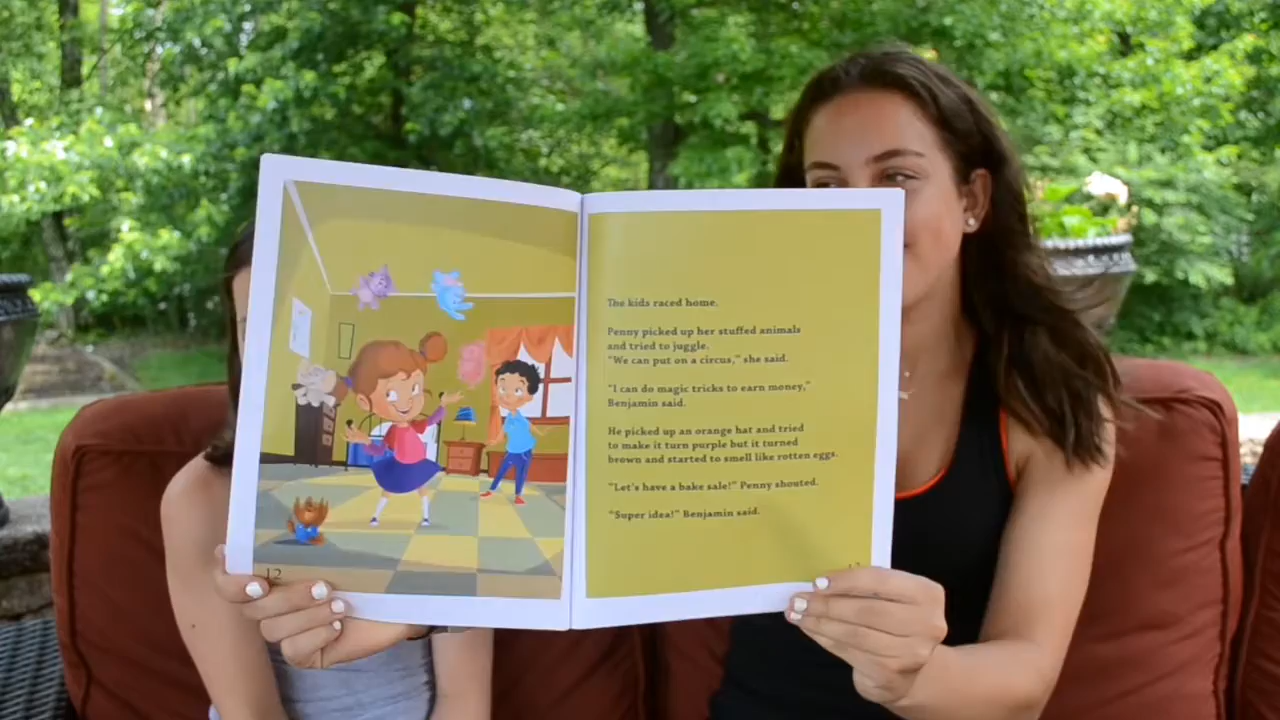 The kids raced home.
Penny picked up her stuffed animals
and tried to juggle.
"We can put on a circus," she said.
"I can do magic tricks to earn money,"
Benjamin said.
He picked up an orange hat and tried
to make it turn purple but it turned
brown and started to smell like rotten eggs.
"Let's have a bake sale!" Penny shouted.
"Super idea!" Benjamin said.
12